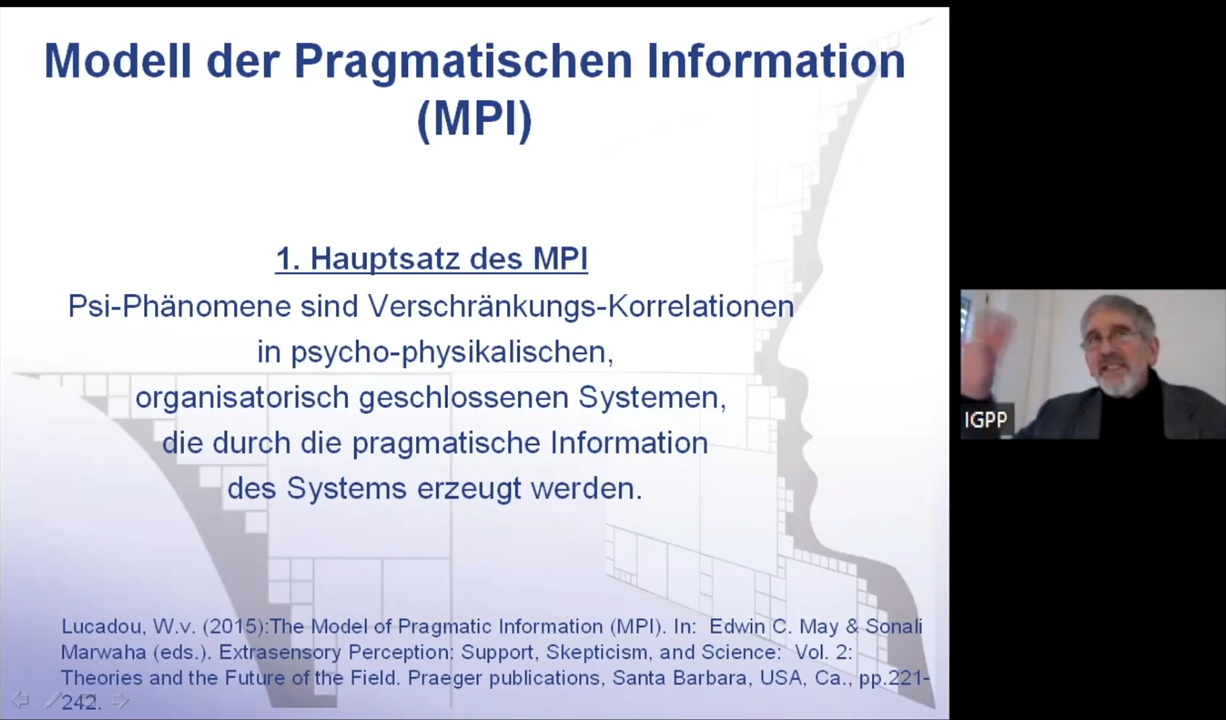 Modell der Pragmatischen Information
(MPI)
1. Hauptsatz des MPI
Psi-Phänomene sind Verschränkungs-Korrelationen
in psycho-physikalischen,
organisatorisch geschlossenen Systemen,
die durch die pragmatische Information
des Systems erzeugt werden.
Lucadou, W.v. (2015):The Model of Pragmatic Information (MPI). In: Edwin C. May & Sonali
Marwaha (eds.). Extrasensory Perception: Support, Skepticism, and Science: Vol. 2:
Theories and the Future of the Field. Praeger publications, Santa Barbara, USA, Ca., pp.221-
242.
IGPP